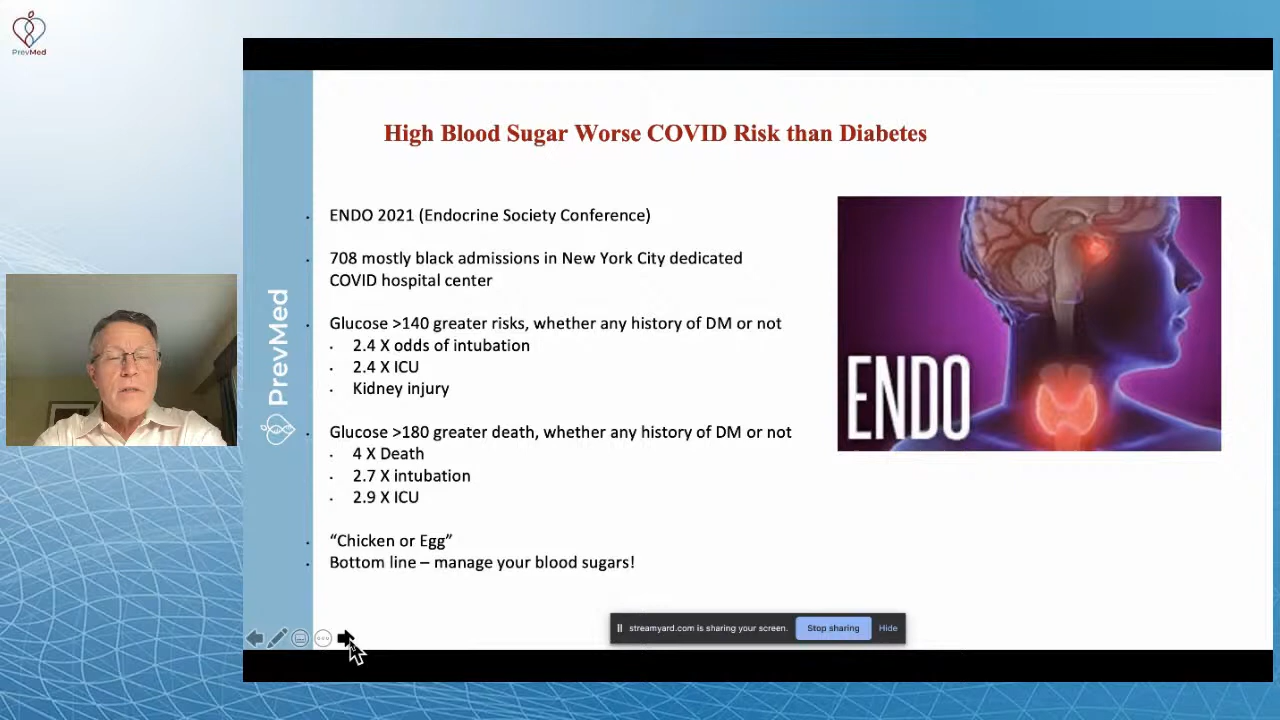 PrevMed
High Blood Sugar Worse COVID Risk than Diabetes
ENDO 2021 (Endocrine Society Conference)
708 mostly black admissions in New York City dedicated
COVID hospital center
Glucose >140 greater risks, whether any history of DM or not
2.4 X odds of intubation
2.4 X ICU
Kidney injury
Glucose >180 greater death, whether any history of DM or not
4 X Death
2.7 X intubation
2.9 X ICU
“Chicken or Egg”
Bottom line – manage your blood sugars!
PrevMed
ENDO
streamyard.com is sharing your screen.
Stop sharing
Hide